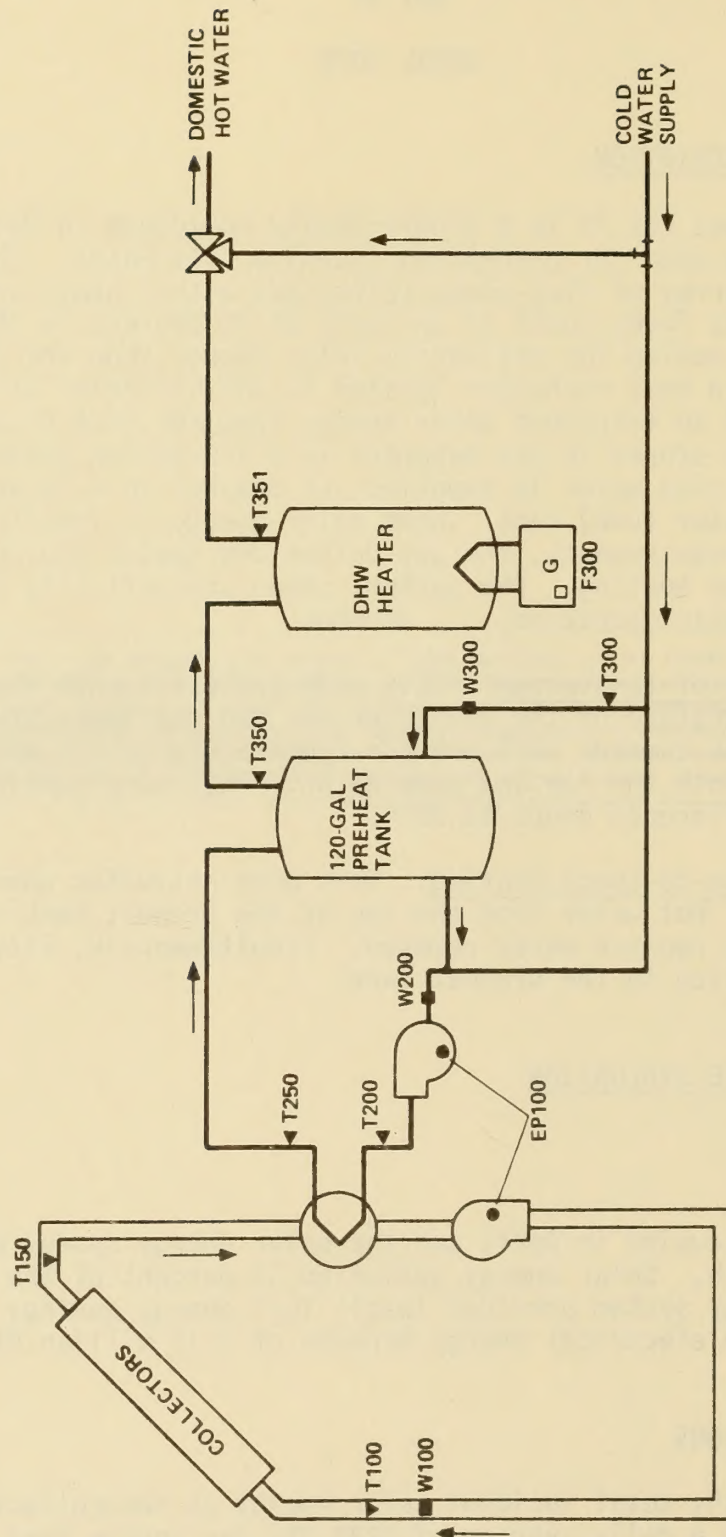 DOMESTIC
HOT WATER
COLD
WATER
SUPPLY
T351
DHW
HEATER
G
F300
T350
120-GAL
PREHEAT
TANK
W300
T300
T250
T200
W200
EP100
T150
COLLECTORS
T100
W100